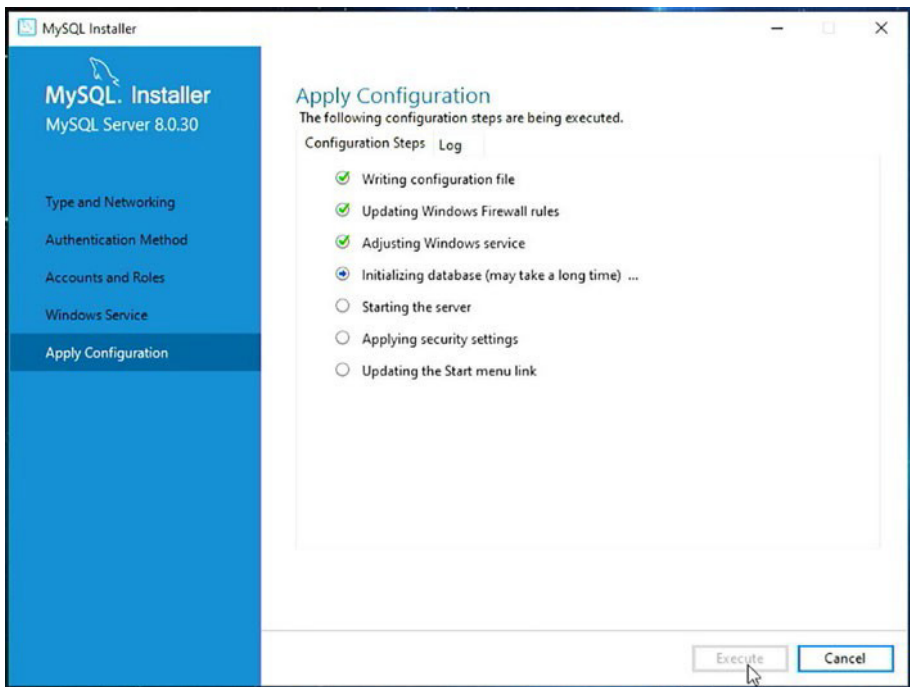 MySQL Installer
MySQL. Installer
MySQL Server 8.0.30
Type and Networking
Authentication Method
Accounts and Roles
Windows Service
Apply Configuration
Apply Configuration
The following configuration steps are being executed.
Configuration Steps Log
Writing configuration file
Updating Windows Firewall rules
Adjusting Windows service
Initializing database (may take a long time) ...
Starting the server
Applying security settings
Updating the Start menu link
Execute Cancel